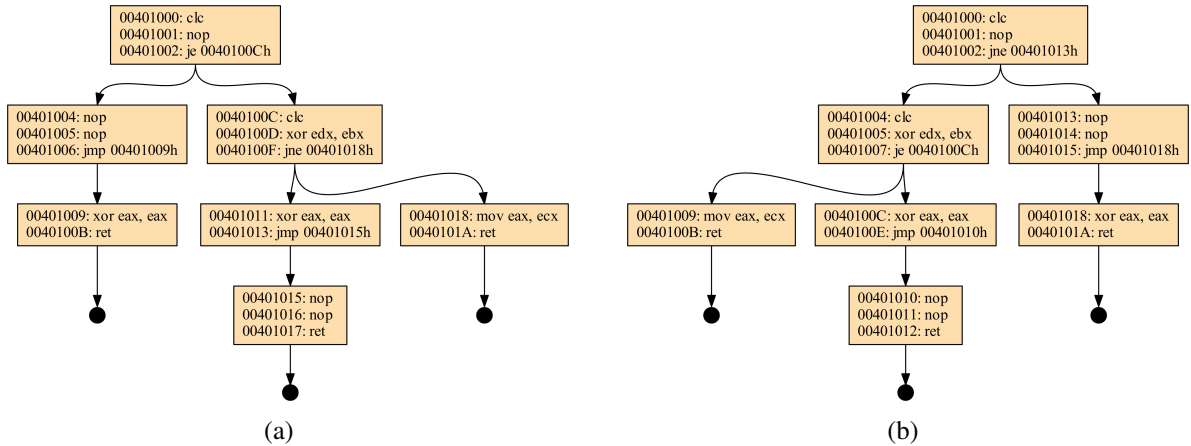 00401000: clc
00401001: nop
00401002: je 0040100Ch
00401004: nop
00401005: nop
00401006: jmp 00401009h
0040100C: clc
0040100D: xor edx, ebx
0040100F: jne 00401018h
00401009: xor eax, eax
0040100B: ret
00401011: xor eax, eax
00401013: jmp 00401015h
00401018: mov eax, ecx
0040101A: ret
00401015: nop
00401016: nop
00401017: ret
(a)
00401000: clc
00401001: nop
00401002: jne 00401013h
00401004: clc
00401005: xor edx, ebx
00401007: je 0040100Ch
00401013: nop
00401014: nop
00401015: jmp 00401018h
00401009: mov eax, ecx
0040100B: ret
0040100C: xor eax, eax
0040100E: jmp 00401010h
00401018: xor eax, eax
0040101A: ret
00401010: nop
00401011: nop
00401012: ret
(b)